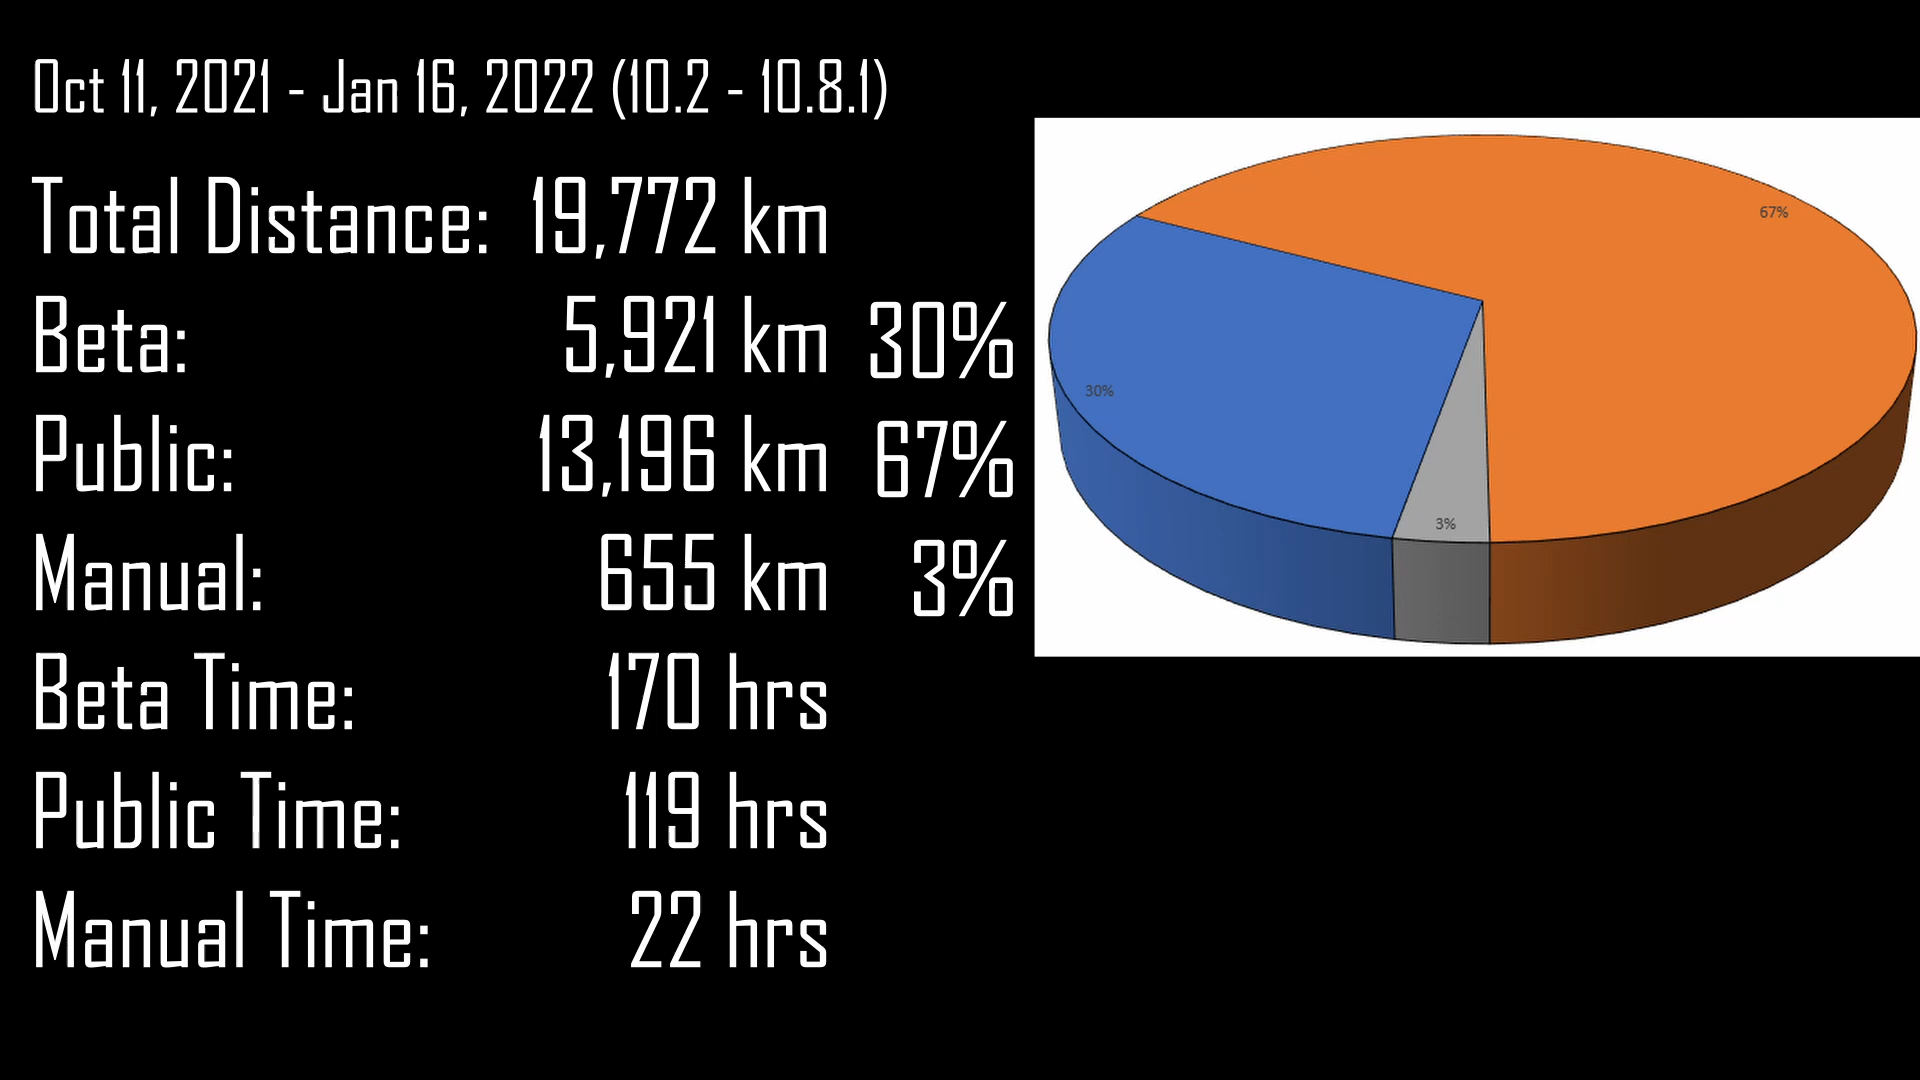 Oct 11, 2021 - Jan 16, 2022 (10.2 - 10.8.1)
Total Distance: 19,772 km
Beta: 5,921 km 30%
Public: 13,196 km 67%
Manual: 655 km 3%
Beta Time: 170 hrs
Public Time: 119 hrs
Manual Time: 22 hrs
67%
30%
3%